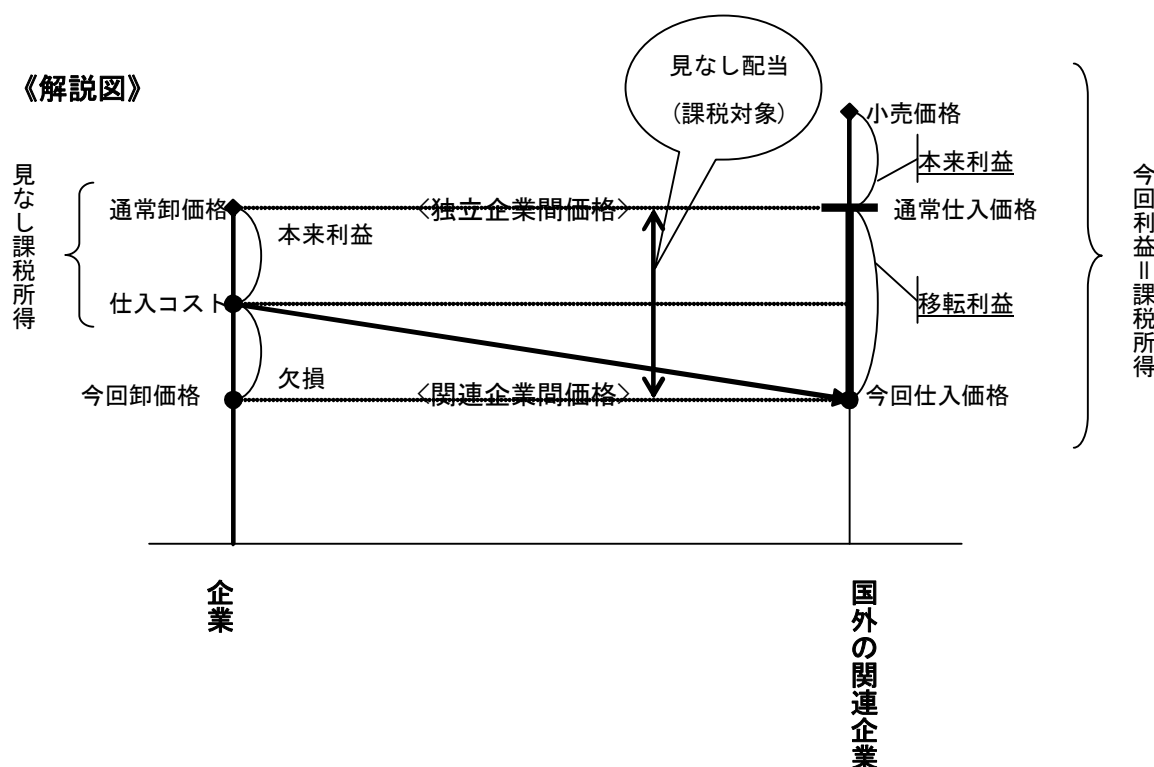 《解説図》
見なし配当
(課税対象)
小売価格
本来利益
見なし課税所得
通常卸価格
〈独立企業間価格〉
通常仕入価格
本来利益
今回利益＝課税所得
仕入コスト
移転利益
欠損
今回卸価格
〈関連企業間価格〉
今回仕入価格
企業
国外の関連企業